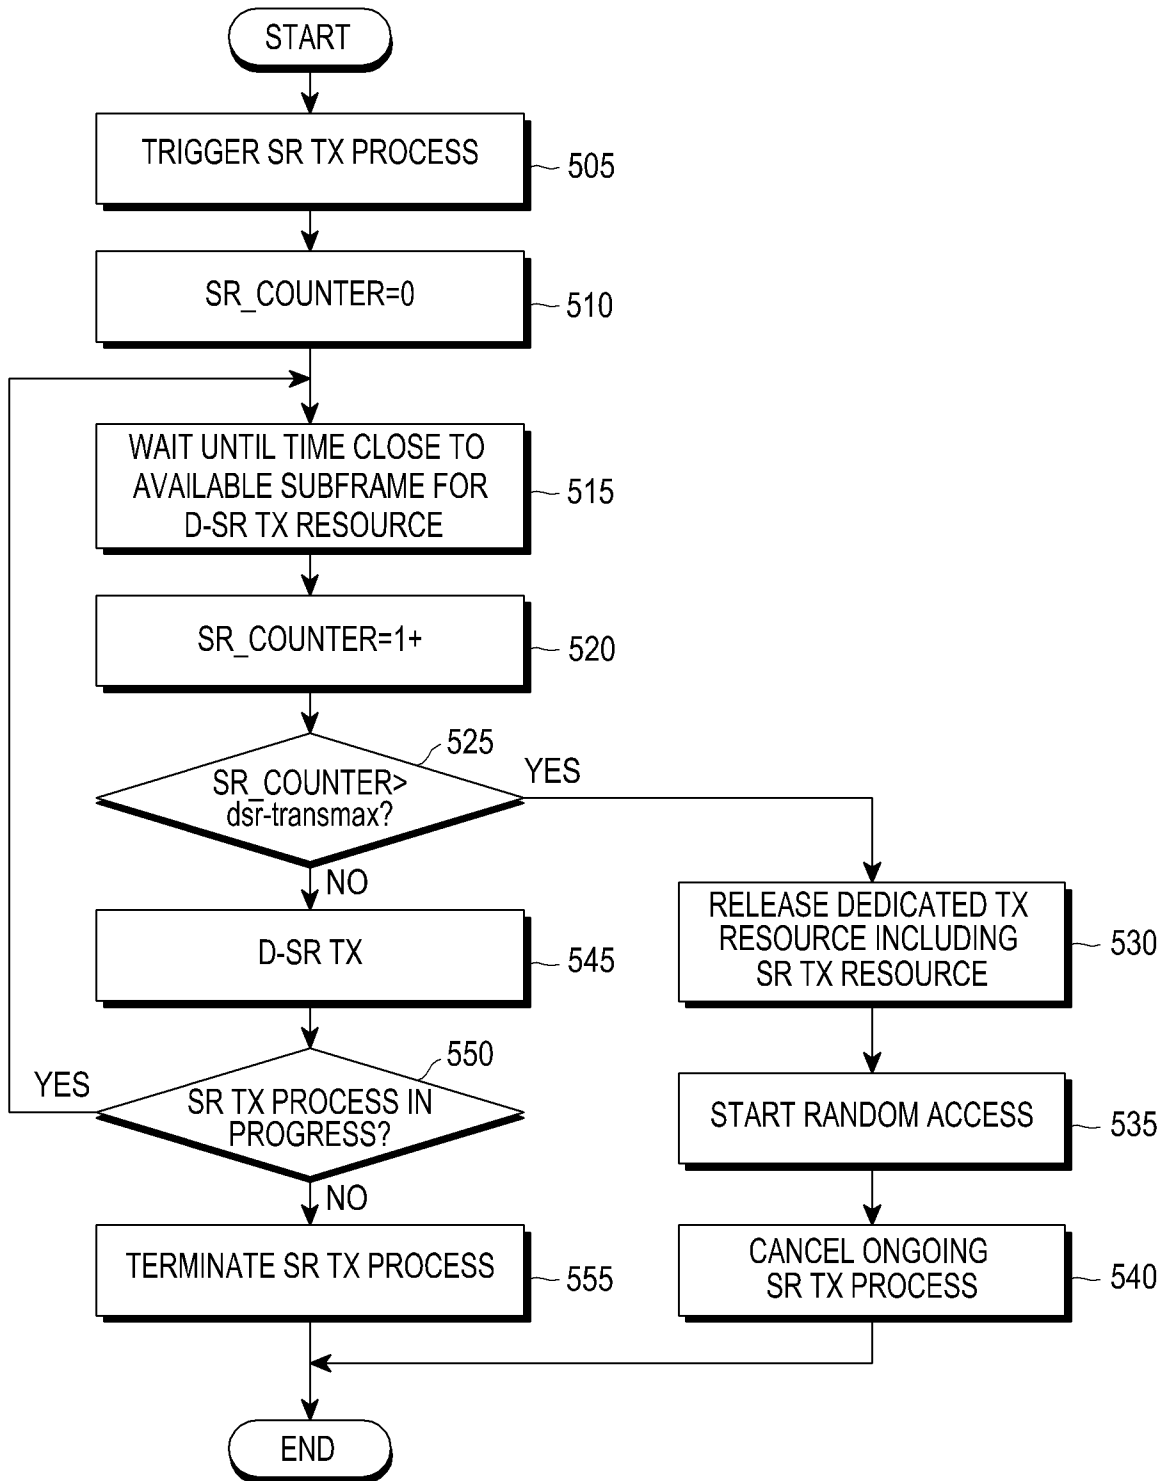 START
TRIGGER SR TX PROCESS
505
SR_COUNTER=0
510
WAIT UNTIL TIME CLOSE TO
AVAILABLE SUBFRAME FOR
D-SR TX RESOURCE
515
SR_COUNTER=1+
520
525
SR_COUNTER>
dsr-transmax?
YES
NO
RELEASE DEDICATED TX
RESOURCE INCLUDING
SR TX RESOURCE
530
D-SR TX
545
550
YES
SR TX PROCESS IN
PROGRESS?
START RANDOM ACCESS
535
NO
TERMINATE SR TX PROCESS
555
CANCEL ONGOING
SR TX PROCESS
540
END